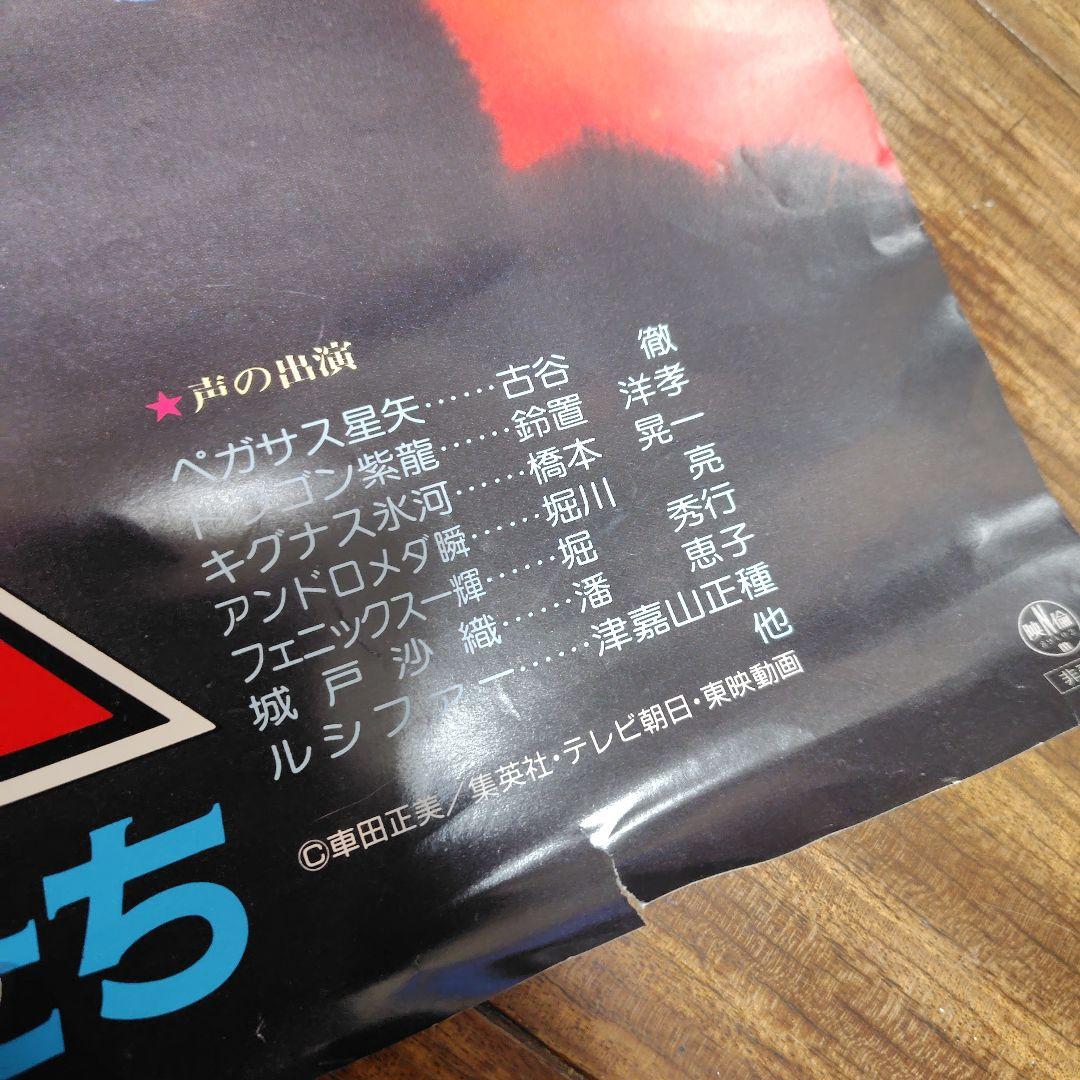 ★声の出演
ペガサス星矢……古谷 徹
ドラゴン紫龍……鈴置 洋孝
キグナス氷河……橋本 晃一
アンドロメダ瞬……堀川 亮
フェニックス一輝……堀 秀行
城戸沙織……潘 恵子
ルシファー……津嘉山正種
他
©車田正美／集英社・テレビ朝日・東映動画
たち
映倫
非